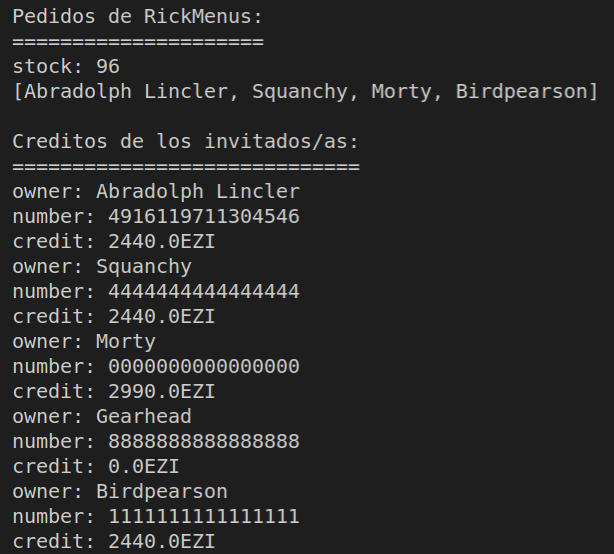 Pedidos de RickMenus:
=====================
stock: 96
[Abradolph Lincler, Squanchy, Morty, Birdpearson]
Creditos de los invitados/as:
=============================
owner: Abradolph Lincler
number: 4916119711304546
credit: 2440.0EZI
owner: Squanchy
number: 4444444444444444
credit: 2440.0EZI
owner: Morty
number: 0000000000000000
credit: 2990.0EZI
owner: Gearhead
number: 8888888888888888
credit: 0.0EZI
owner: Birdpearson
number: 1111111111111111
credit: 2440.0EZI